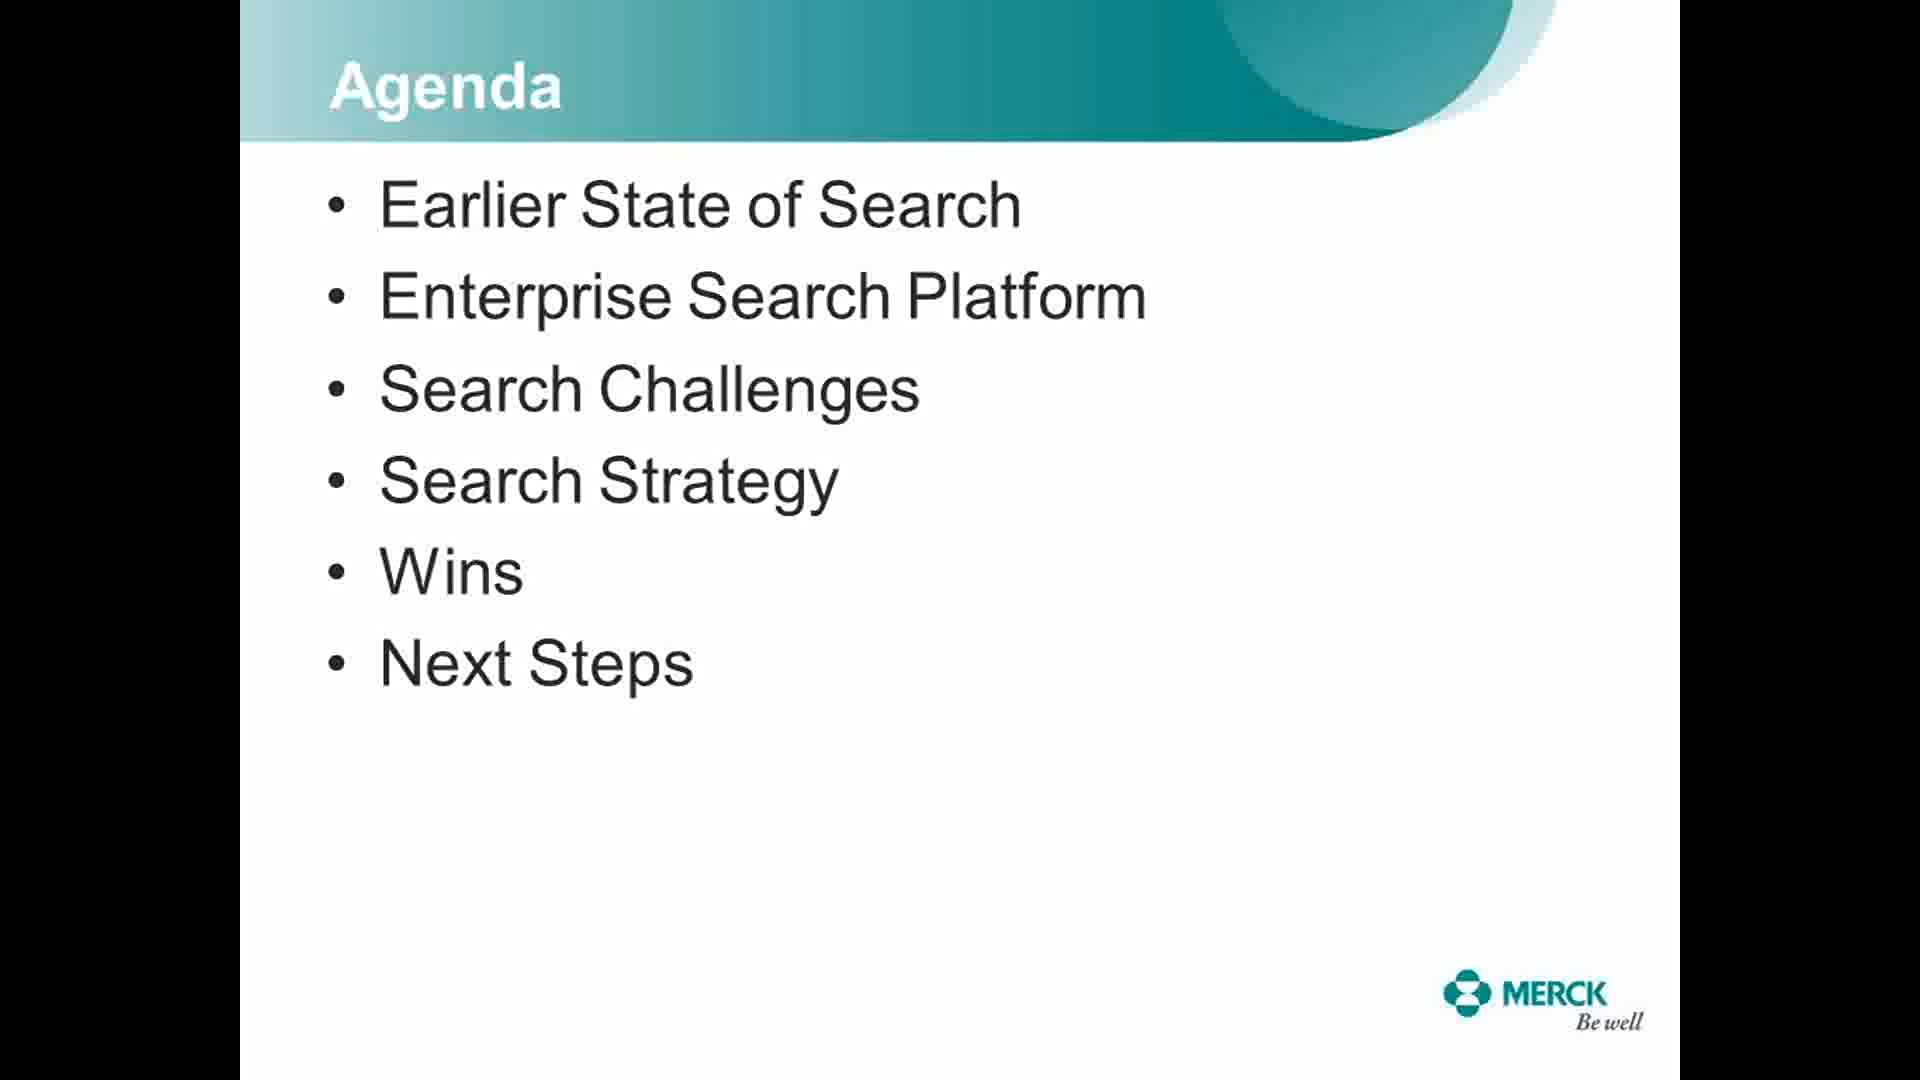 Agenda
• Earlier State of Search
• Enterprise Search Platform
• Search Challenges
• Search Strategy
• Wins
• Next Steps
MERCK
Be well